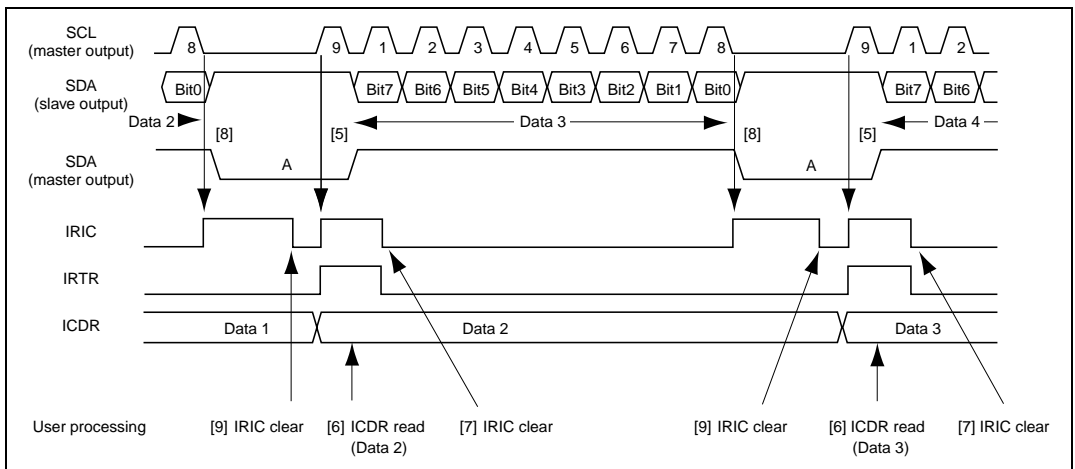 SCL
(master output)
8 9 1 2 3 4 5 6 7 8 9 1 2
SDA
(slave output)
Bit0 Bit7 Bit6 Bit5 Bit4 Bit3 Bit2 Bit1 Bit0 Bit7 Bit6
Data 2 [8] [5] Data 3 [8] [5] Data 4
SDA
(master output)
A A
IRIC
IRTR
ICDR
Data 1 Data 2 Data 3
User processing
[9] IRIC clear [6] ICDR read [7] IRIC clear [9] IRIC clear [6] ICDR read [7] IRIC clear
(Data 2) (Data 3)